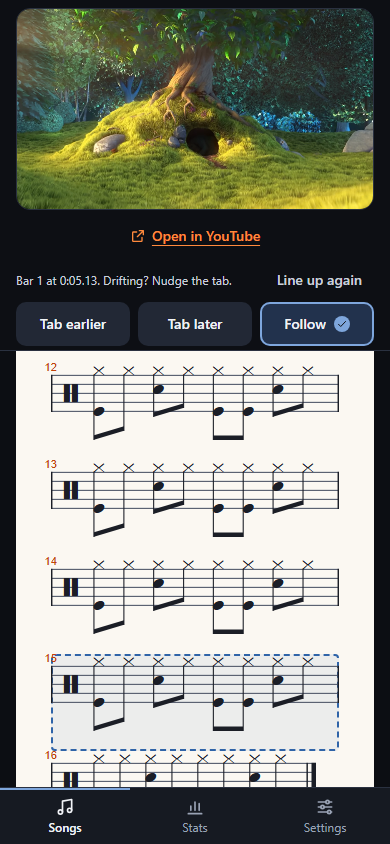 Open in YouTube
Bar 1 at 0:05.13. Drifting? Nudge the tab. Line up again
Tab earlier Tab later Follow
12
13
14
15
16
Songs Stats Settings